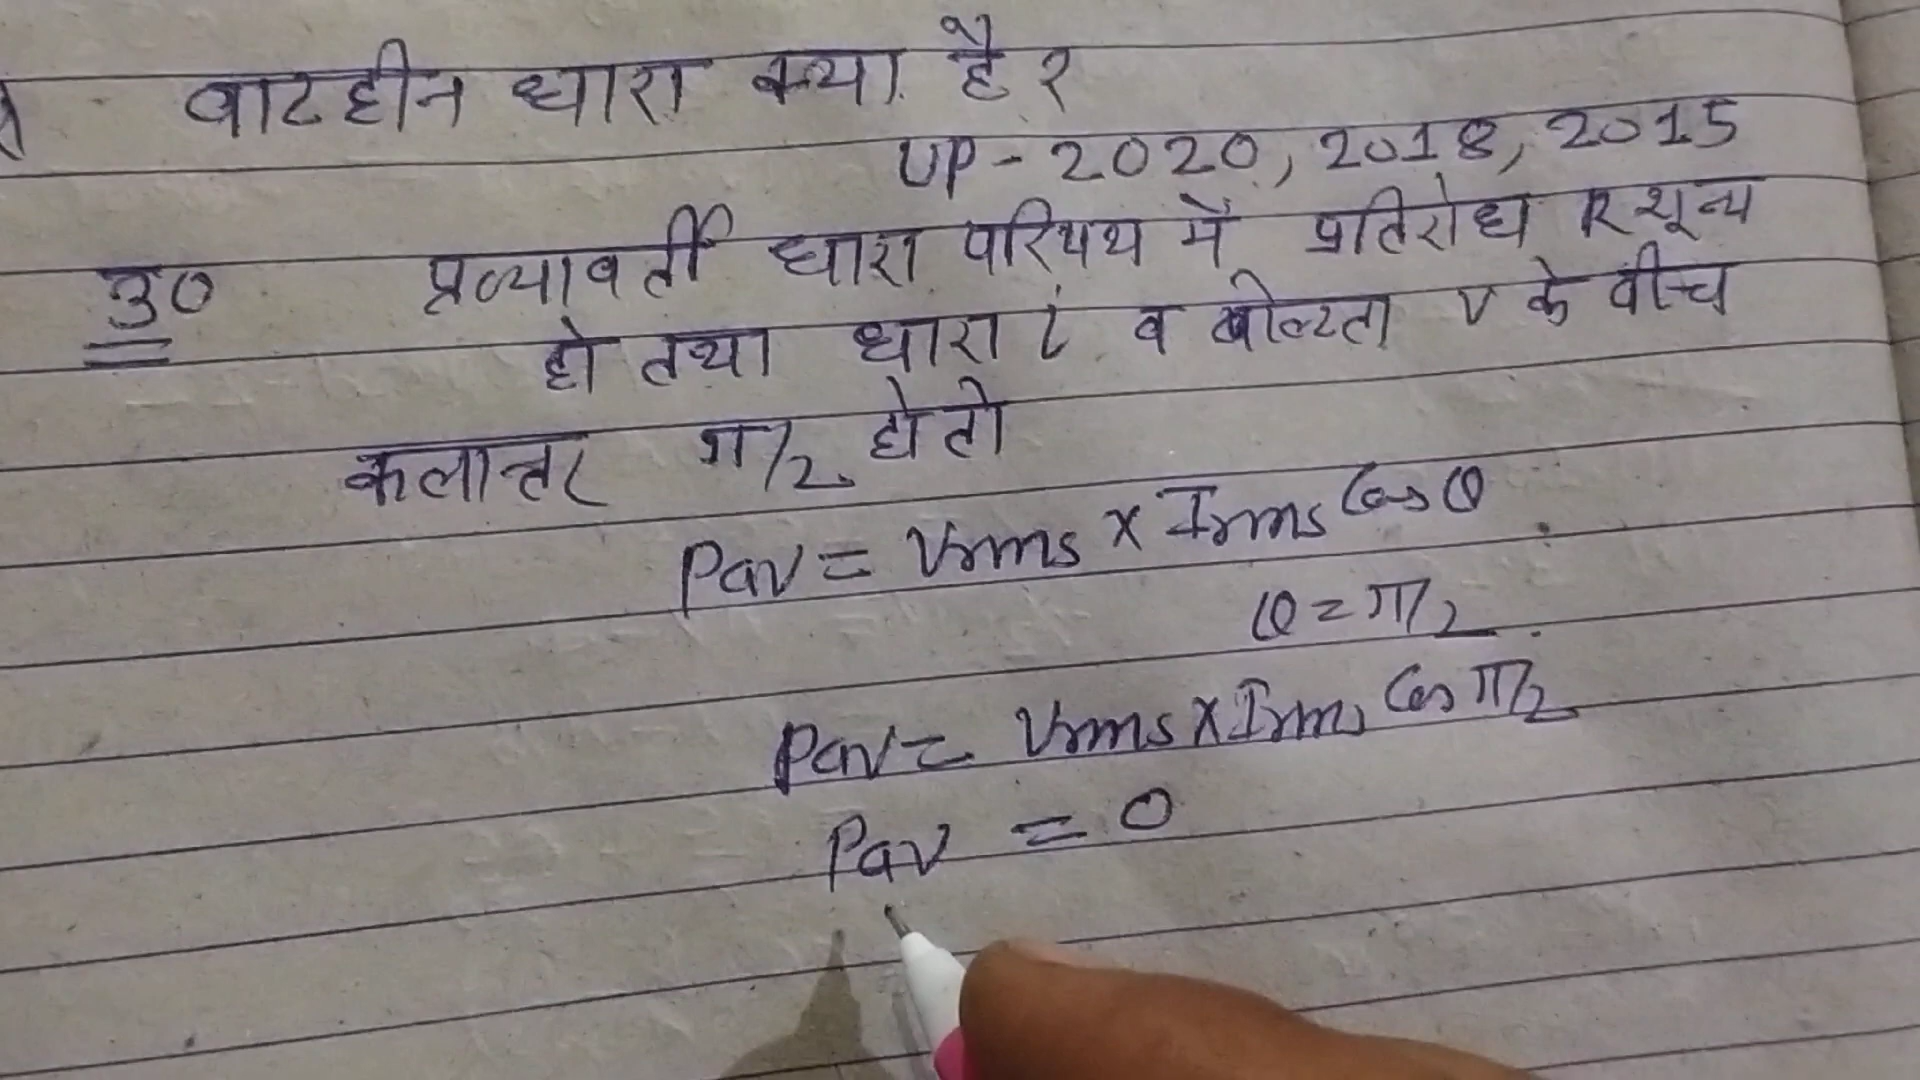 वाटहीन धारा क्या है ?
UP - 2020, 2018, 2015
उ० प्रत्यावर्ती धारा परिपथ में प्रतिरोध R शून्य
हो तथा धारा i व वोल्टता V के बीच
कलान्तर π/2 हो तो
Pav = Vrms × Irms Cos Φ
Φ = π/2
Pav = Vrms × Irms Cos π/2
Pav = 0